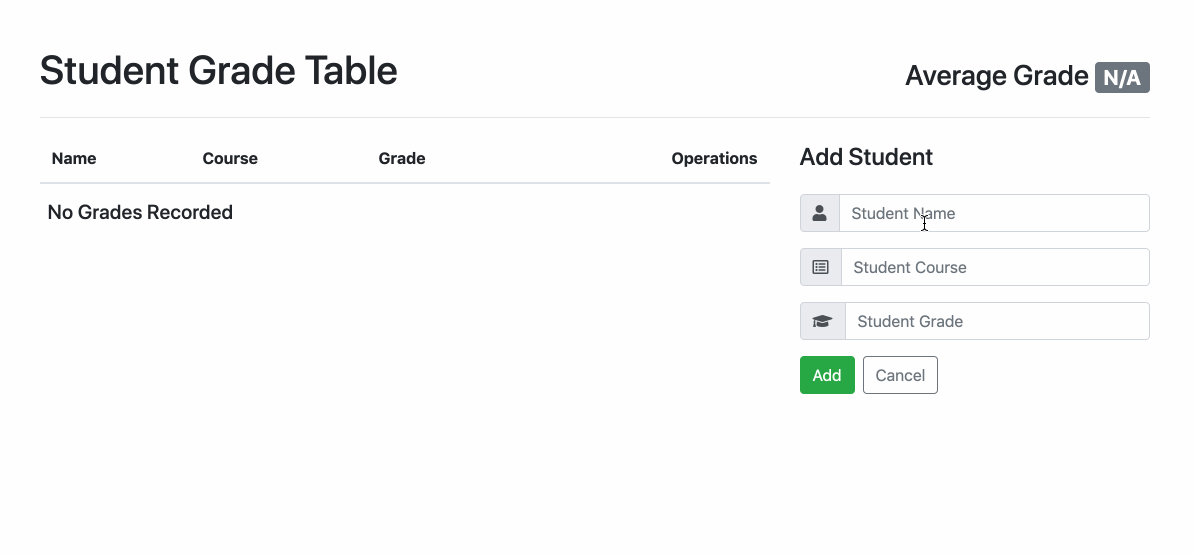 Student Grade Table
Average Grade N/A
Name Course Grade Operations
No Grades Recorded
Add Student
Student Name
Student Course
Student Grade
Add Cancel